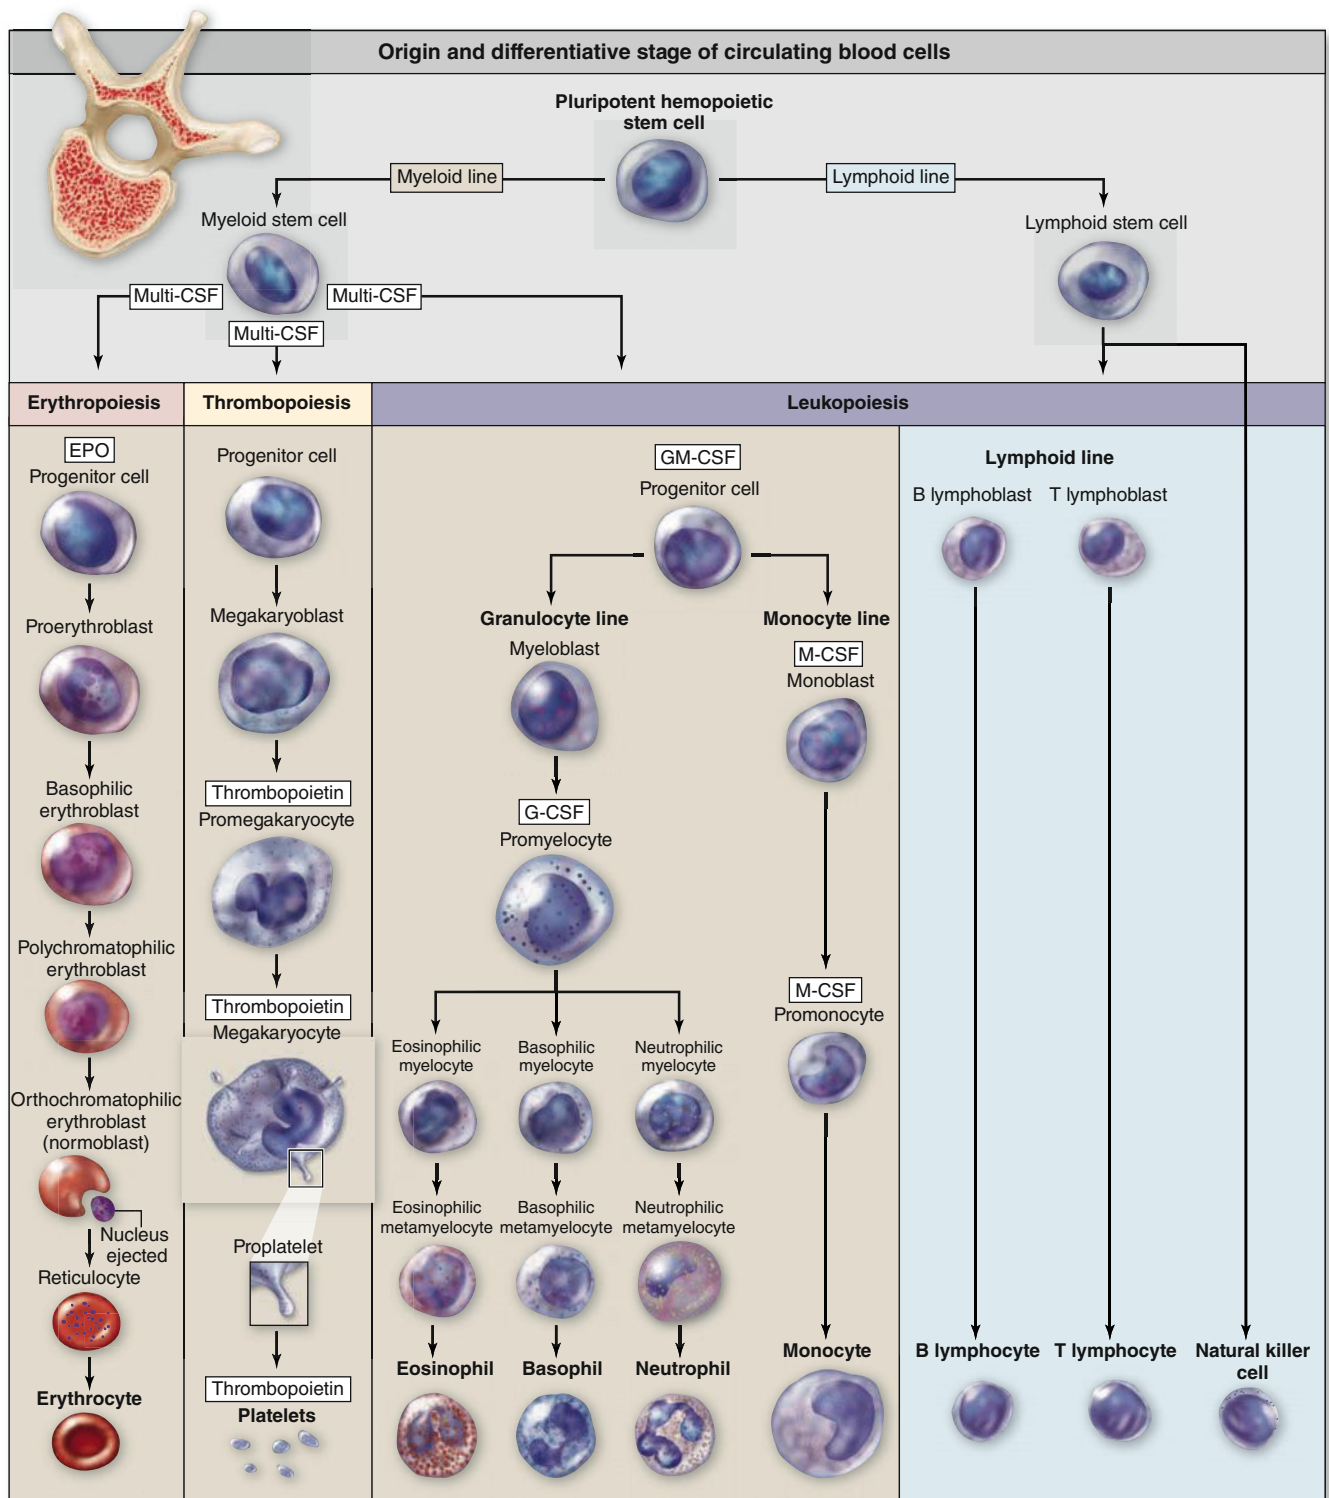 Origin and differentiative stage of circulating blood cells
Pluripotent hemopoietic
stem cell
Myeloid line
Lymphoid line
Myeloid stem cell
Lymphoid stem cell
Multi-CSF
Multi-CSF
Multi-CSF
Erythropoiesis
Thrombopoiesis
Leukopoiesis
EPO
Progenitor cell
Proerythroblast
Basophilic
erythroblast
Polychromatophilic
erythroblast
Orthochromatophilic
erythroblast
(normoblast)
Nucleus
ejected
Reticulocyte
Erythrocyte
Progenitor cell
Megakaryoblast
Thrombopoietin
Promegakaryocyte
Thrombopoietin
Megakaryocyte
Proplatelet
Thrombopoietin
Platelets
GM-CSF
Progenitor cell
Granulocyte line
Myeloblast
G-CSF
Promyelocyte
Eosinophilic
myelocyte
Basophilic
myelocyte
Neutrophilic
myelocyte
Eosinophilic
metamyelocyte
Basophilic
metamyelocyte
Neutrophilic
metamyelocyte
Eosinophil
Basophil
Neutrophil
Monocyte line
M-CSF
Monoblast
M-CSF
Promonocyte
Monocyte
Lymphoid line
B lymphoblast
T lymphoblast
B lymphocyte
T lymphocyte
Natural killer
cell